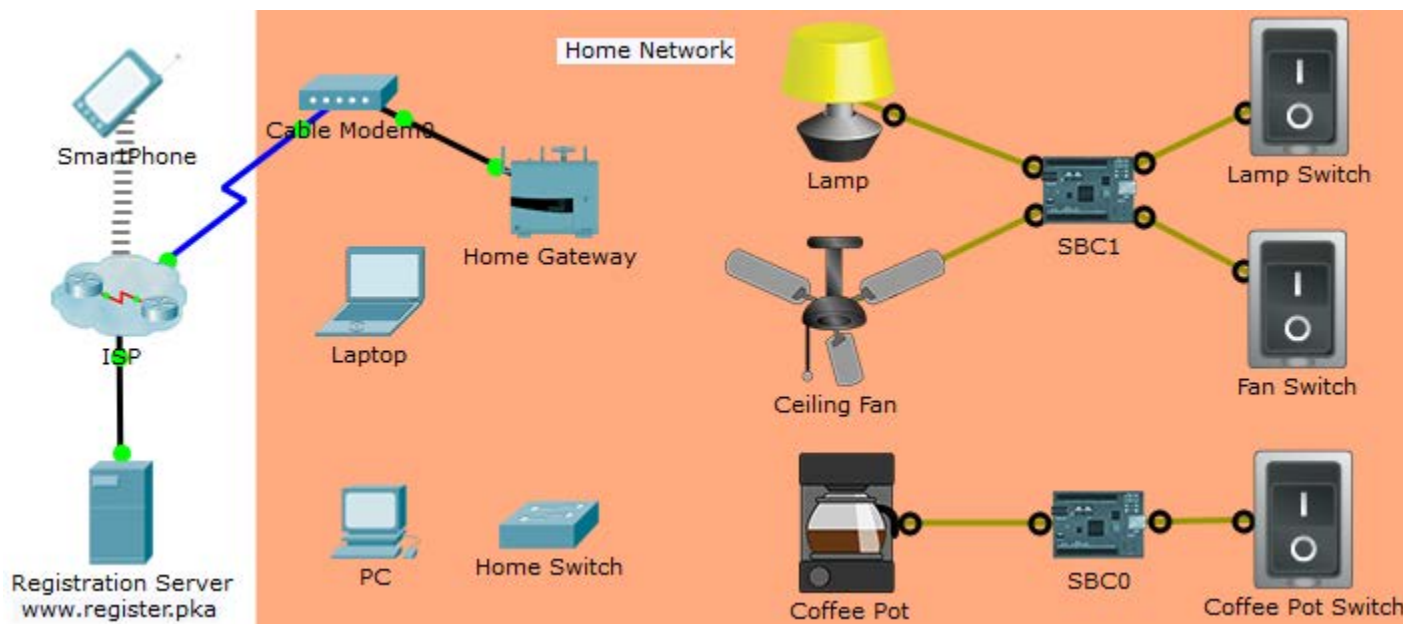 Home Network
SmartPhone
Cable Modem0
Home Gateway
Lamp
Lamp Switch
SBC1
ISP
Laptop
Ceiling Fan
Fan Switch
Registration Server
www.register.pka
PC
Home Switch
Coffee Pot
SBC0
Coffee Pot Switch